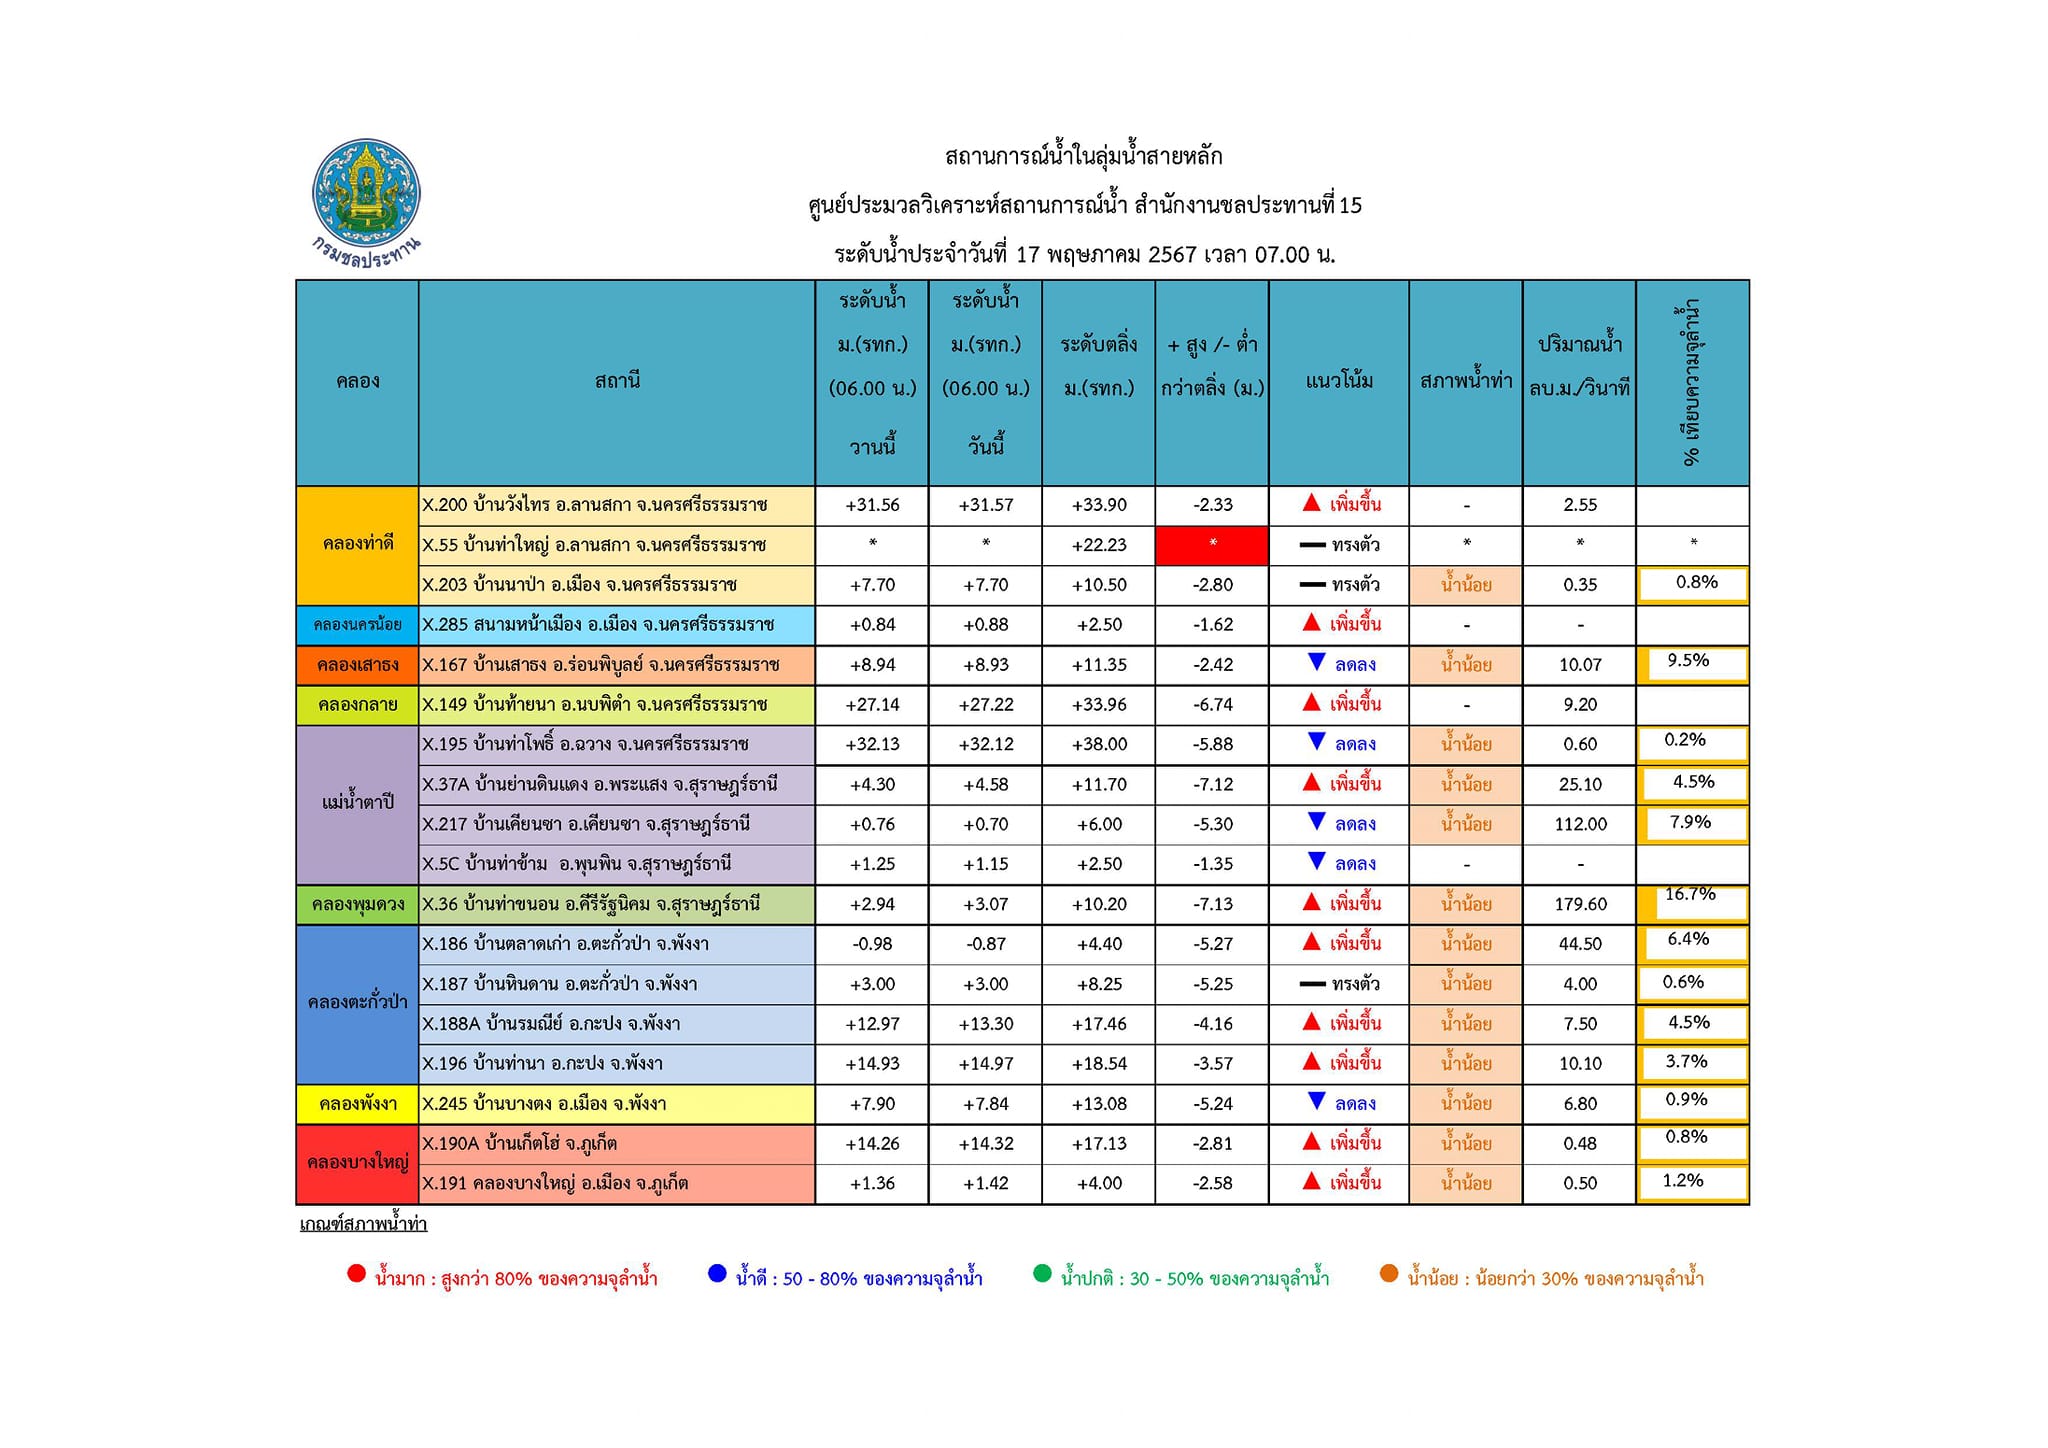 กรมชลประทาน
สถานการณ์น้ำในลุ่มน้ำสายหลัก
ศูนย์ประมวลวิเคราะห์สถานการณ์น้ำ สำนักงานชลประทานที่ 15
ระดับน้ำประจำวันที่ 17 พฤษภาคม 2567 เวลา 07.00 น.
คลอง สถานี ระดับน้ำ ม.(รทก.) (06.00 น.) วานนี้ ระดับน้ำ ม.(รทก.) (06.00 น.) วันนี้ ระดับตลิ่ง ม.(รทก.) + สูง /- ต่ำ กว่าตลิ่ง (ม.) แนวโน้ม สภาพน้ำท่า ปริมาณน้ำ ลบ.ม./วินาที % เทียบความจุลำน้ำ
คลองท่าดี X.200 บ้านวังไทร อ.ลานสกา จ.นครศรีธรรมราช +31.56 +31.57 +33.90 -2.33 ▲ เพิ่มขึ้น - 2.55
X.55 บ้านท่าใหญ่ อ.ลานสกา จ.นครศรีธรรมราช * * +22.23 * ทรงตัว * * *
X.203 บ้านนาป่า อ.เมือง จ.นครศรีธรรมราช +7.70 +7.70 +10.50 -2.80 ทรงตัว น้ำน้อย 0.35 0.8%
คลองนครน้อย X.285 สนามหน้าเมือง อ.เมือง จ.นครศรีธรรมราช +0.84 +0.88 +2.50 -1.62 ▲ เพิ่มขึ้น - -
คลองเสาธง X.167 บ้านเสาธง อ.ร่อนพิบูลย์ จ.นครศรีธรรมราช +8.94 +8.93 +11.35 -2.42 ▼ ลดลง น้ำน้อย 10.07 9.5%
คลองกลาย X.149 บ้านท้ายนา อ.นบพิตำ จ.นครศรีธรรมราช +27.14 +27.22 +33.96 -6.74 ▲ เพิ่มขึ้น - 9.20
แม่น้ำตาปี X.195 บ้านท่าโพธิ์ อ.ฉวาง จ.นครศรีธรรมราช +32.13 +32.12 +38.00 -5.88 ▼ ลดลง น้ำน้อย 0.60 0.2%
X.37A บ้านย่านดินแดง อ.พระแสง จ.สุราษฎร์ธานี +4.30 +4.58 +11.70 -7.12 ▲ เพิ่มขึ้น น้ำน้อย 25.10 4.5%
X.217 บ้านเคียนซา อ.เคียนซา จ.สุราษฎร์ธานี +0.76 +0.70 +6.00 -5.30 ▼ ลดลง น้ำน้อย 112.00 7.9%
X.5C บ้านท่าข้าม อ.พุนพิน จ.สุราษฎร์ธานี +1.25 +1.15 +2.50 -1.35 ▼ ลดลง - -
คลองพุมดวง X.36 บ้านท่าขนอน อ.คีรีรัฐนิคม จ.สุราษฎร์ธานี +2.94 +3.07 +10.20 -7.13 ▲ เพิ่มขึ้น น้ำน้อย 179.60 16.7%
คลองตะกั่วป่า X.186 บ้านตลาดเก่า อ.ตะกั่วป่า จ.พังงา -0.98 -0.87 +4.40 -5.27 ▲ เพิ่มขึ้น น้ำน้อย 44.50 6.4%
X.187 บ้านหินดาน อ.ตะกั่วป่า จ.พังงา +3.00 +3.00 +8.25 -5.25 ทรงตัว น้ำน้อย 4.00 0.6%
X.188A บ้านรมณีย์ อ.กะปง จ.พังงา +12.97 +13.30 +17.46 -4.16 ▲ เพิ่มขึ้น น้ำน้อย 7.50 4.5%
X.196 บ้านท่านา อ.กะปง จ.พังงา +14.93 +14.97 +18.54 -3.57 ▲ เพิ่มขึ้น น้ำน้อย 10.10 3.7%
คลองพังงา X.245 บ้านบางตง อ.เมือง จ.พังงา +7.90 +7.84 +13.08 -5.24 ▼ ลดลง น้ำน้อย 6.80 0.9%
คลองบางใหญ่ X.190A บ้านเก็ตโฮ่ จ.ภูเก็ต +14.26 +14.32 +17.13 -2.81 ▲ เพิ่มขึ้น น้ำน้อย 0.48 0.8%
X.191 คลองบางใหญ่ อ.เมือง จ.ภูเก็ต +1.36 +1.42 +4.00 -2.58 ▲ เพิ่มขึ้น น้ำน้อย 0.50 1.2%
เกณฑ์สภาพน้ำท่า
น้ำมาก : สูงกว่า 80% ของความจุลำน้ำ น้ำดี : 50 - 80% ของความจุลำน้ำ น้ำปกติ : 30 - 50% ของความจุลำน้ำ น้ำน้อย : น้อยกว่า 30% ของความจุลำน้ำ